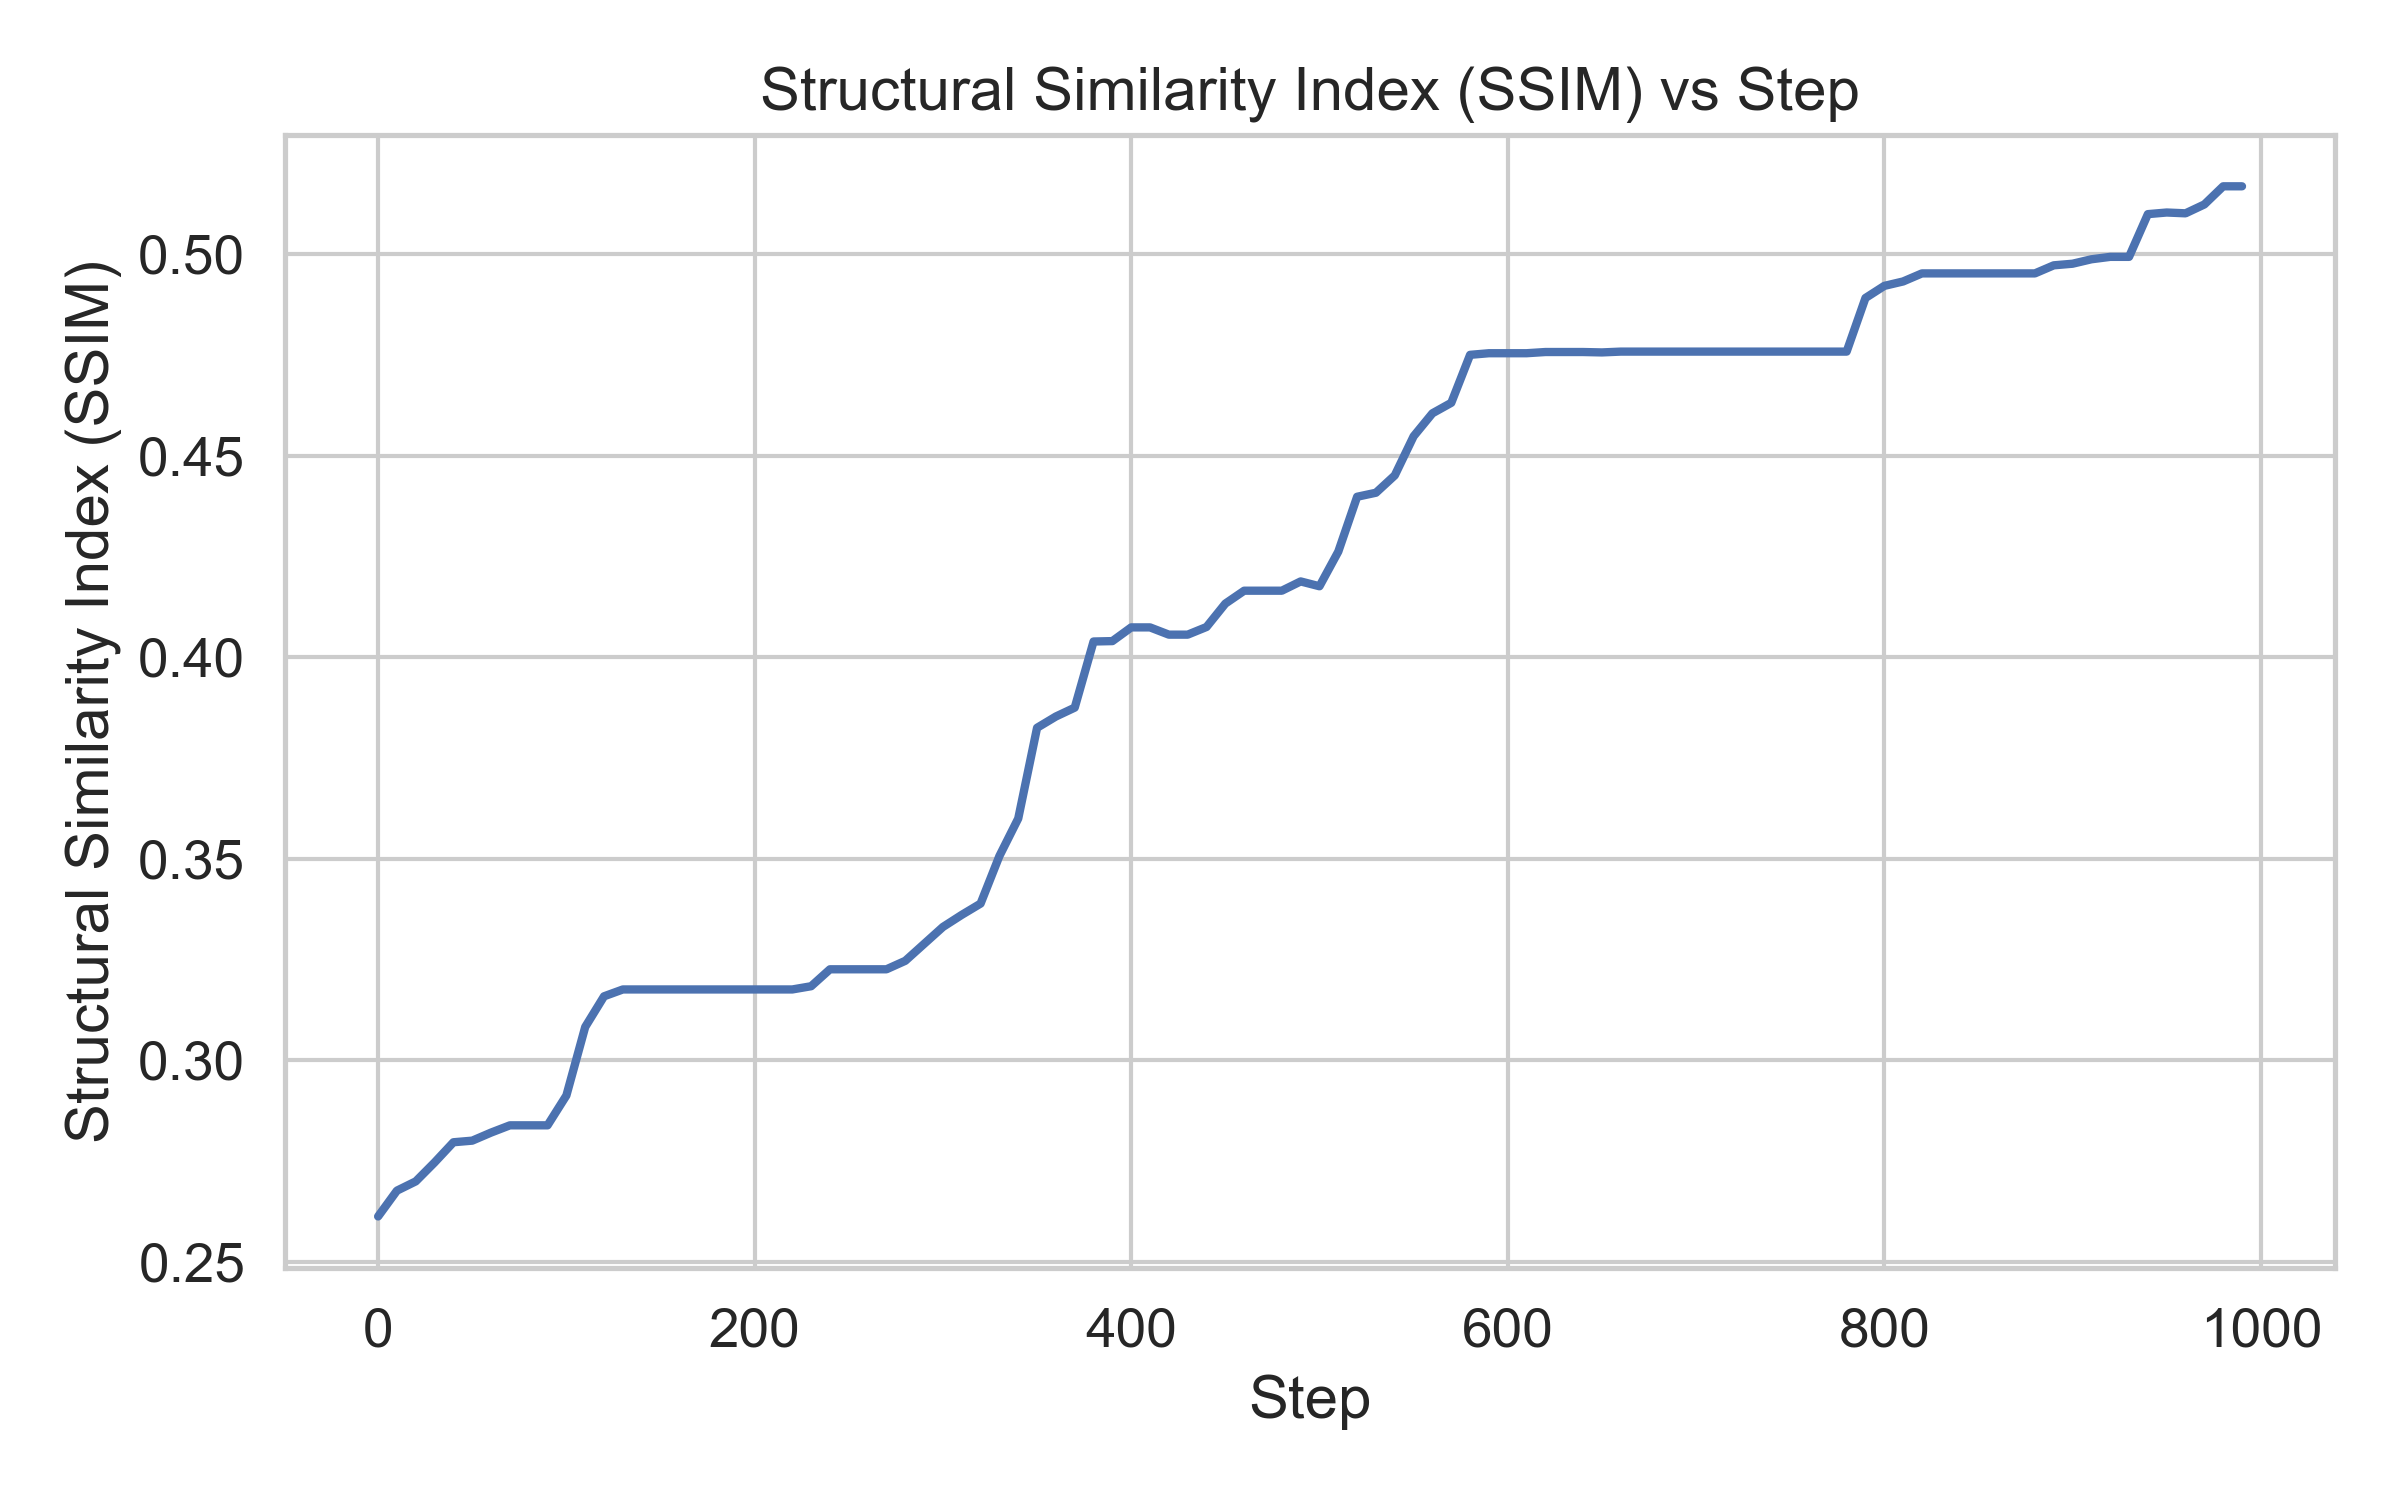 Structural Similarity Index (SSIM) vs Step
Structural Similarity Index (SSIM)
0.50
0.45
0.40
0.35
0.30
0.25
0 200 400 600 800 1000
Step